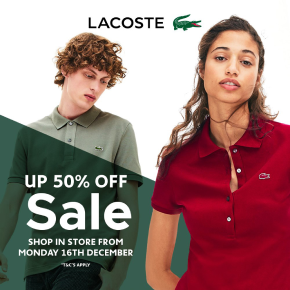 LACOSTE
UP 50% OFF
Sale
SHOP IN STORE FROM
MONDAY 16TH DECEMBER
T&C'S APPLY